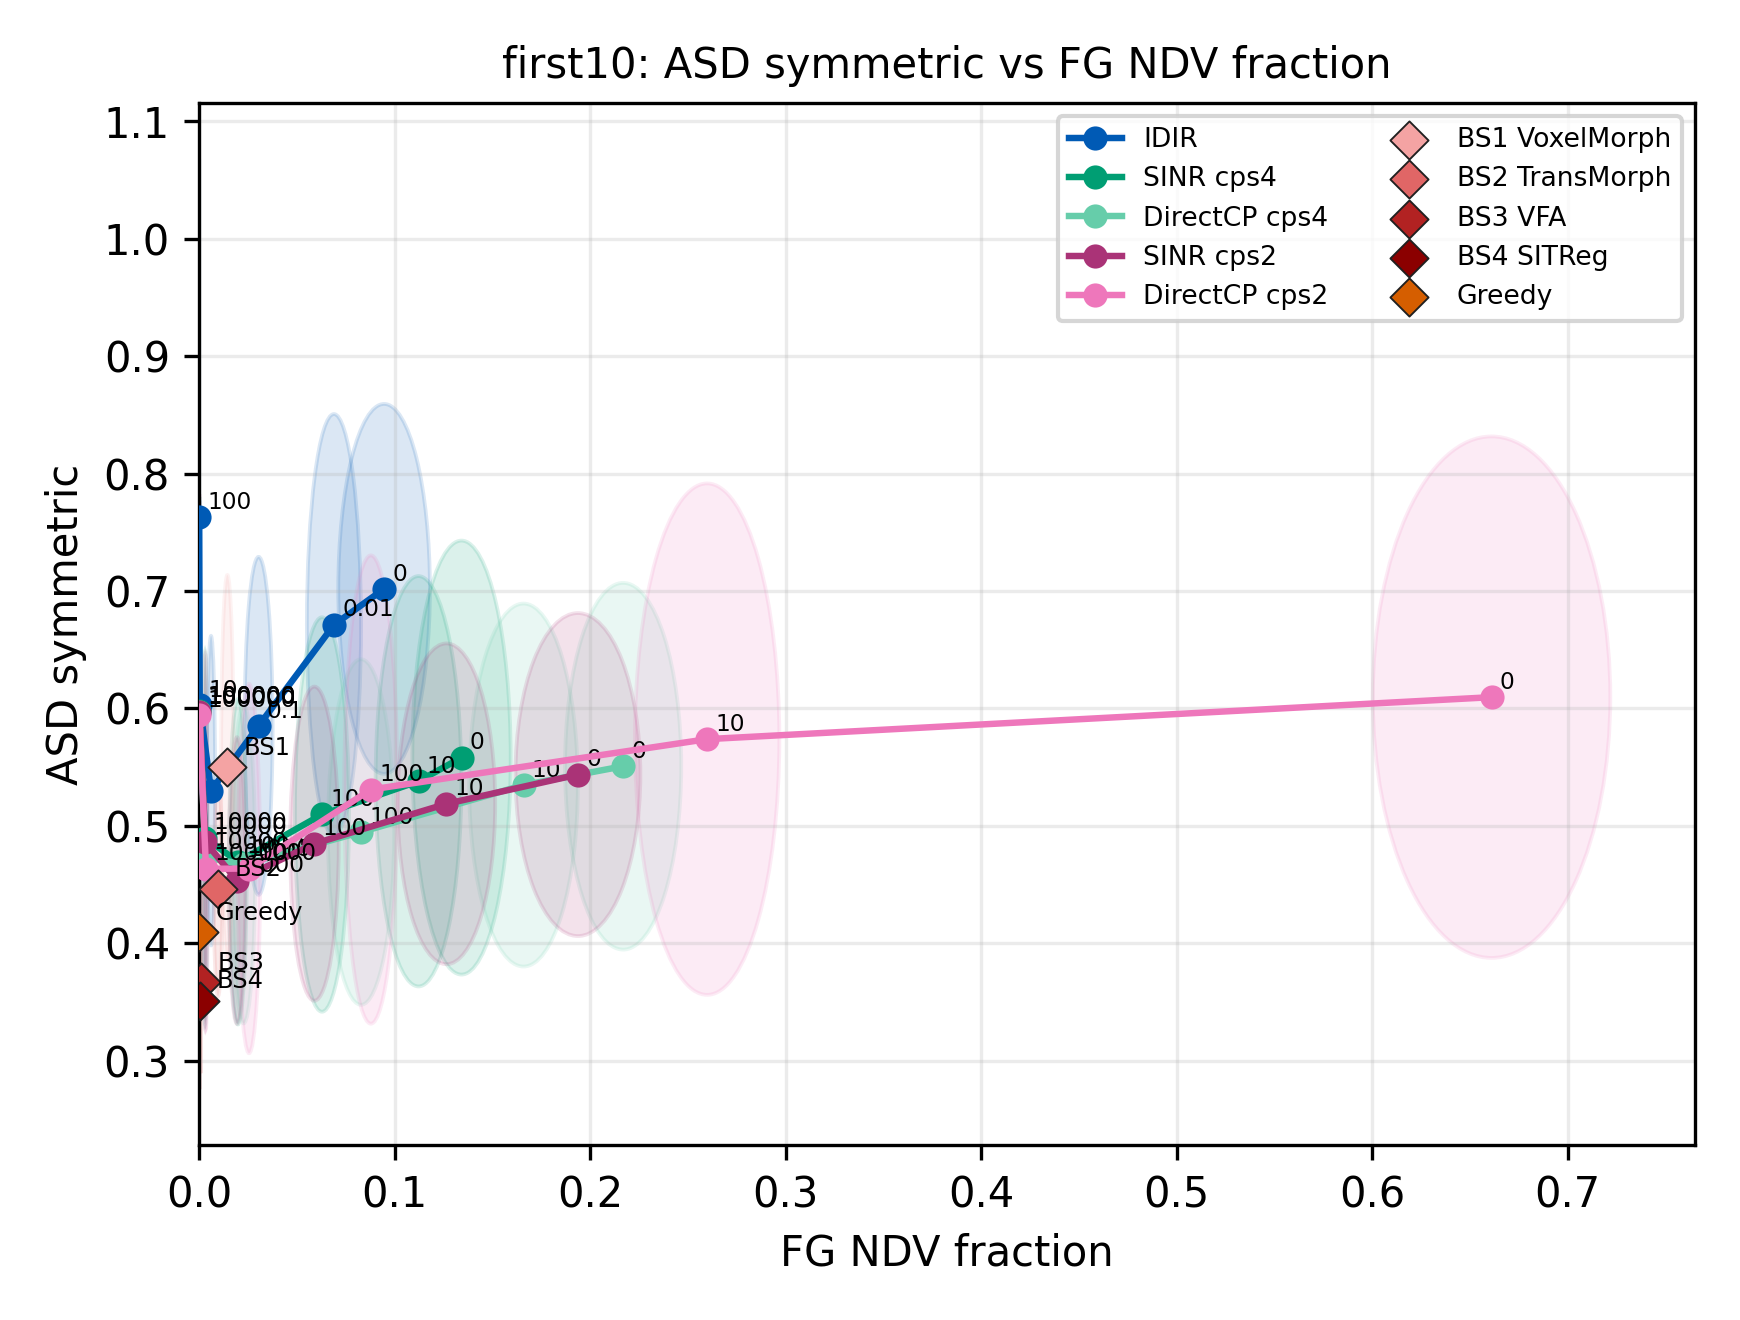 first10: ASD symmetric vs FG NDV fraction
ASD symmetric
1.1
1.0
0.9
0.8
0.7
0.6
0.5
0.4
0.3
IDIR
SINR cps4
DirectCP cps4
SINR cps2
DirectCP cps2
BS1 VoxelMorph
BS2 TransMorph
BS3 VFA
BS4 SITReg
Greedy
100
0
0.01
0.1
BS1
0
10
100
0
10
100
0
10
100
0
10
100
10000
BS2
Greedy
BS3
BS4
0.0 0.1 0.2 0.3 0.4 0.5 0.6 0.7
FG NDV fraction